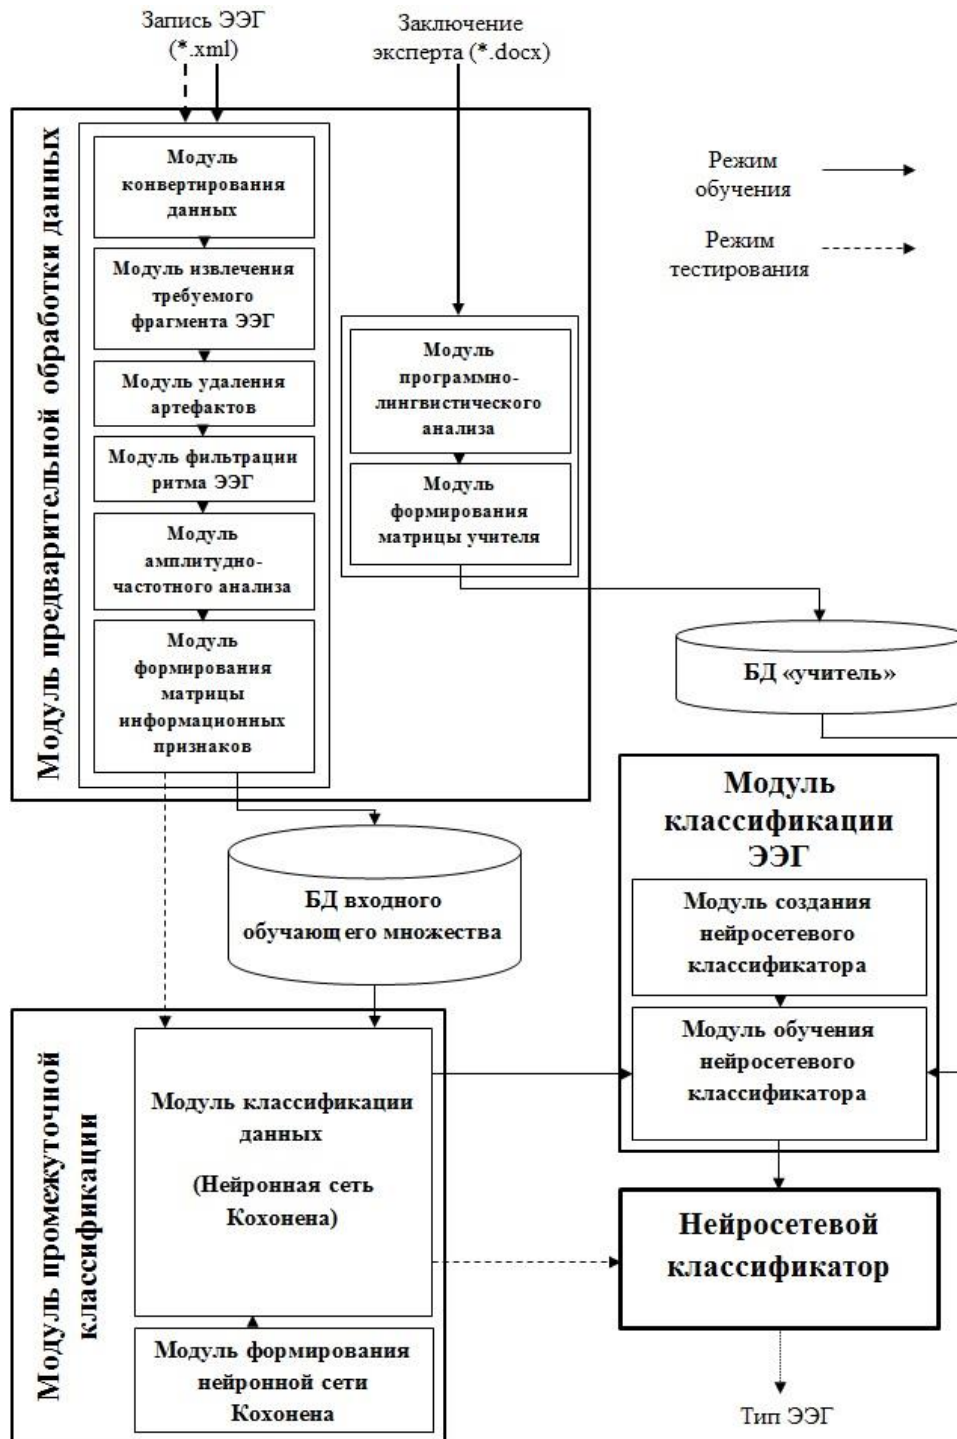 Запись ЭЭГ
(*.xml)
Заключение
эксперта (*.docx)
Модуль предварительной обработки данных
Модуль
конвертирования
данных
Модуль извлечения
требуемого
фрагмента ЭЭГ
Модуль удаления
артефактов
Модуль фильтрации
ритма ЭЭГ
Модуль
амплитудно-
частотного анализа
Модуль
формирования
матрицы
информационных
признаков
Модуль
программно-
лингвистического
анализа
Модуль
формирования
матрицы учителя
Режим
обучения
Режим
тестирования
БД «учитель»
БД входного
обучающего множества
Модуль
классификации
ЭЭГ
Модуль создания
нейросетевого
классификатора
Модуль обучения
нейросетевого
классификатора
Модуль промежуточной
классификации
Модуль классификации
данных
(Нейронная сеть
Кохонена)
Модуль формирования
нейронной сети
Кохонена
Нейросетевой
классификатор
Тип ЭЭГ